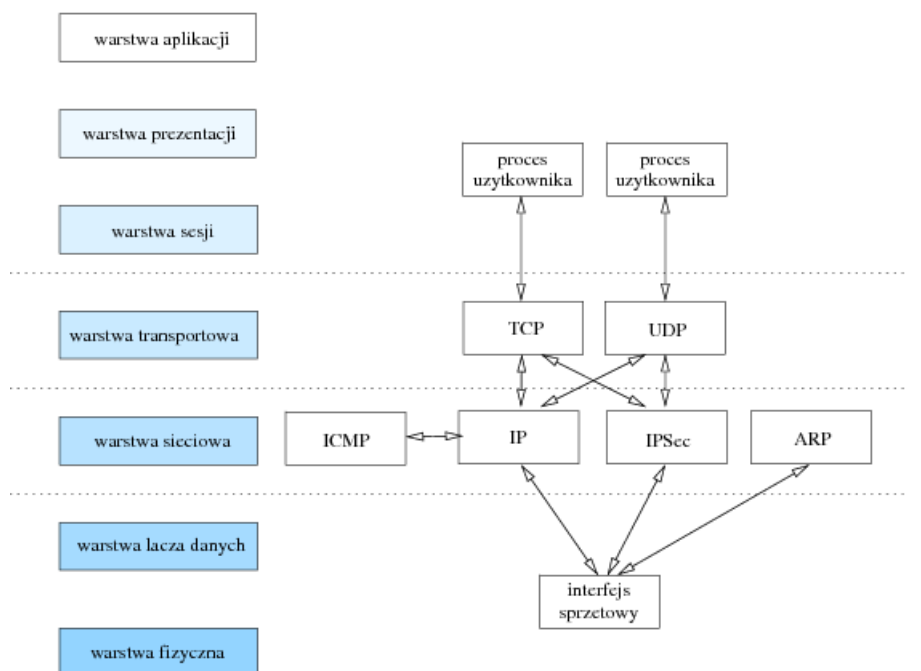 warstwa aplikacji
warstwa prezentacji
proces
uzytkownika
proces
uzytkownika
warstwa sesji
warstwa transportowa
TCP
UDP
warstwa sieciowa
ICMP
IP
IPSec
ARP
warstwa lacza danych
interfejs
sprzetowy
warstwa fizyczna